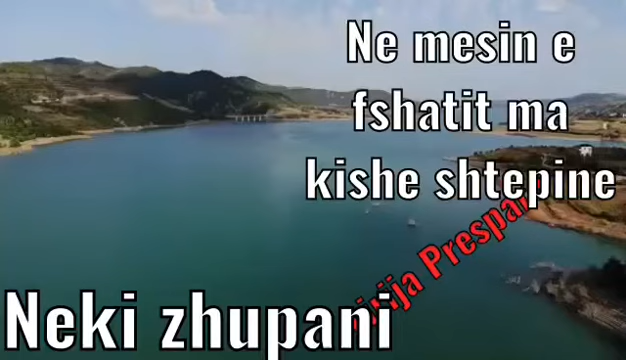 Ne mesin e
fshatit ma
kishe shtepine
Neki zhupani